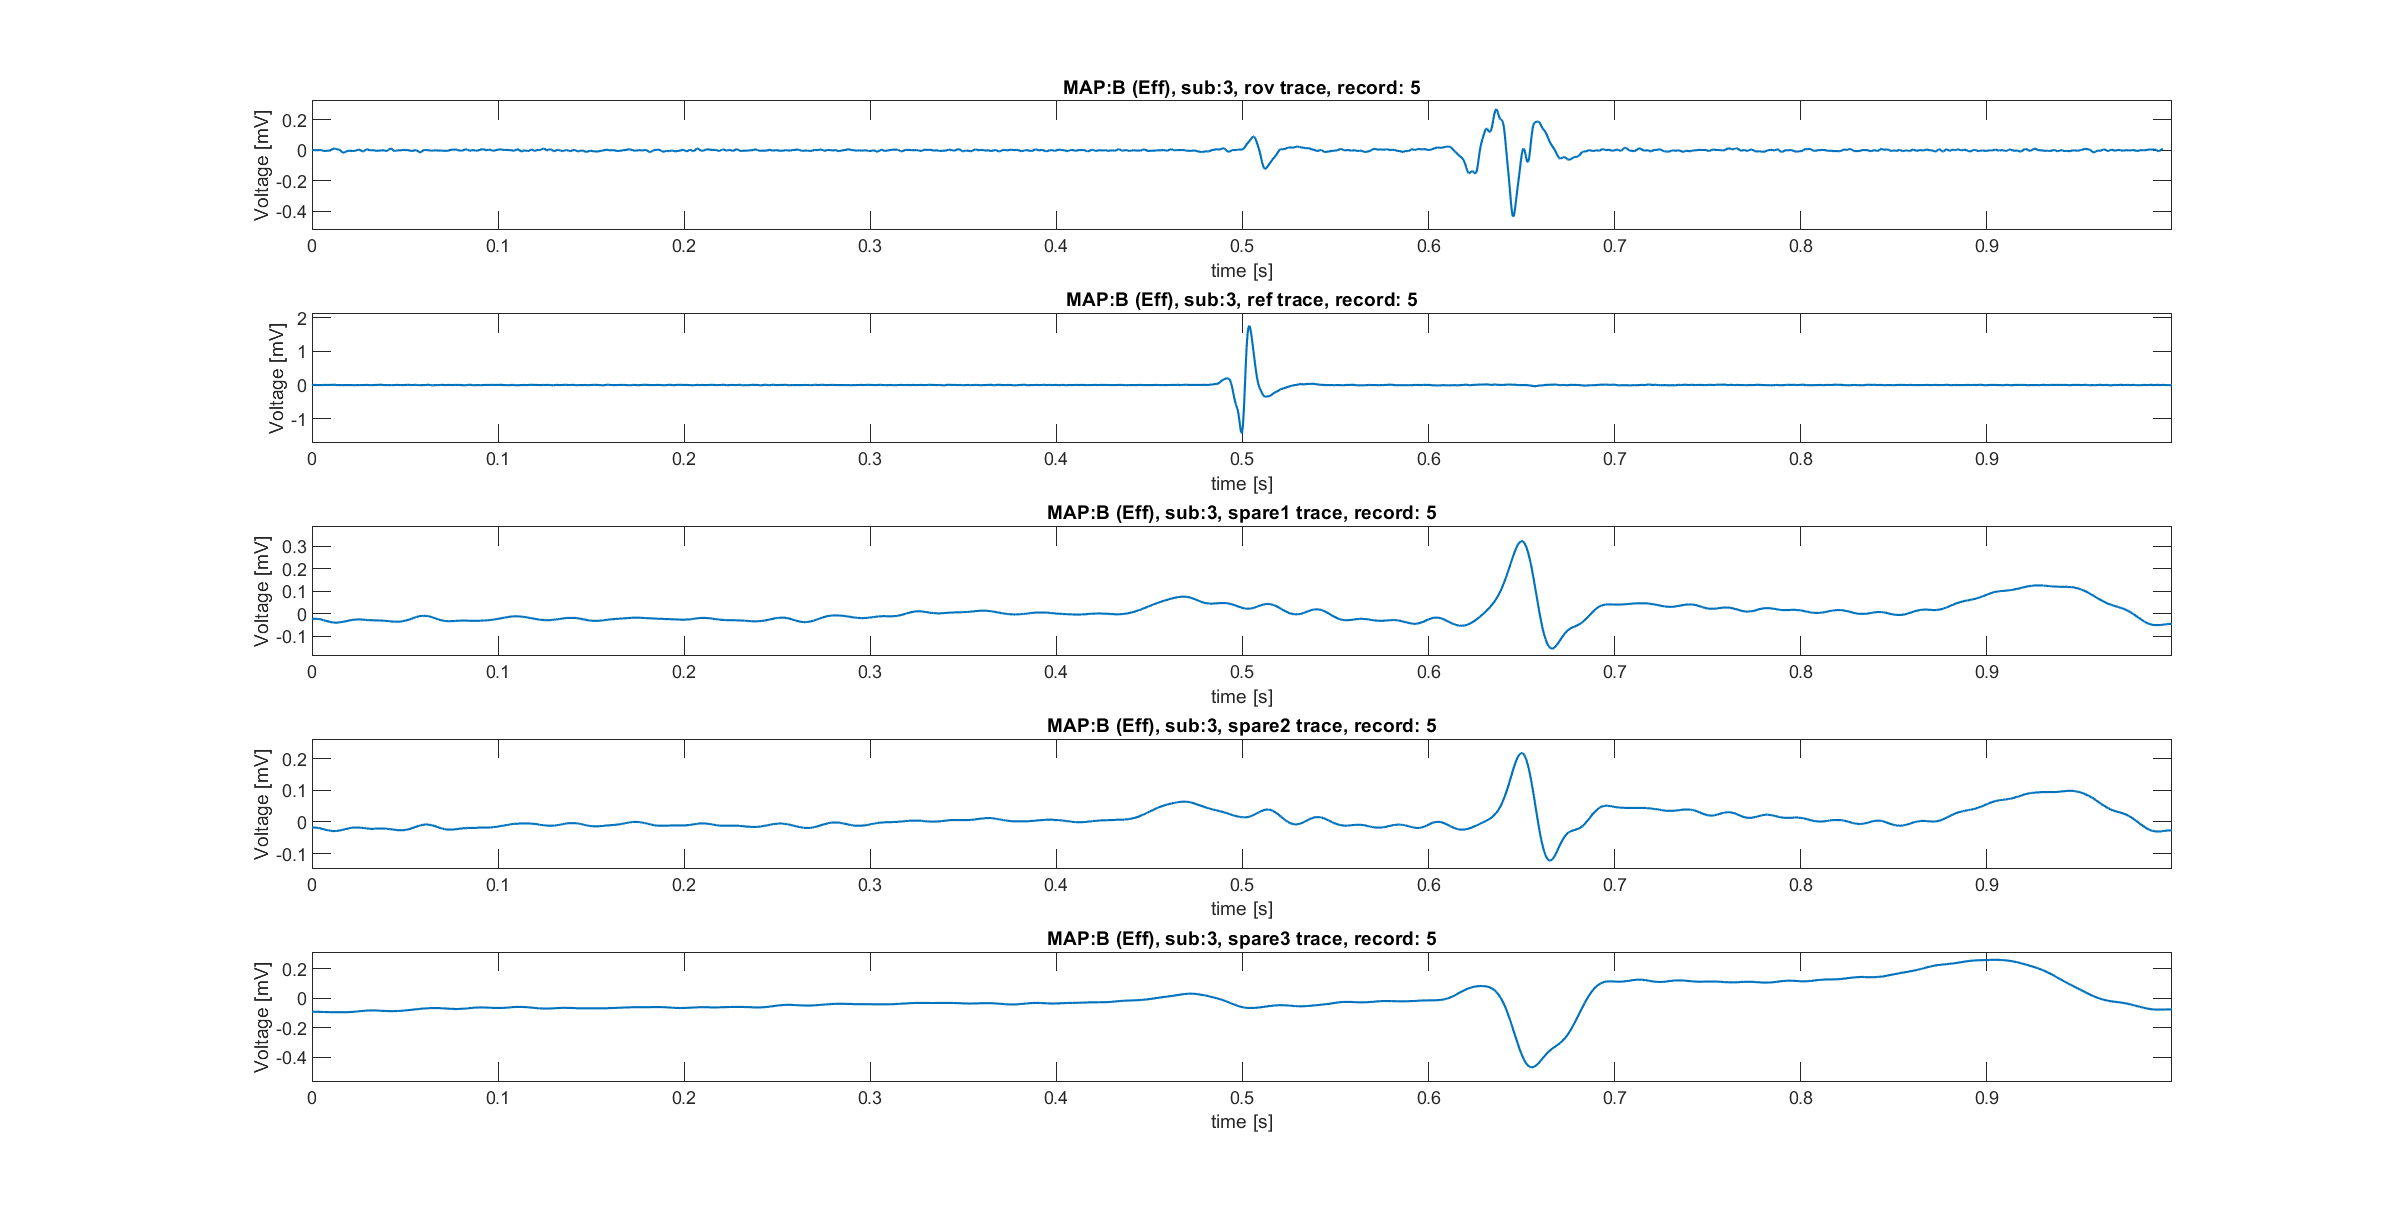 MAP:B (Eff), sub:3, rov trace, record: 5
Voltage [mV]
0.2
0
-0.2
-0.4
0 0.1 0.2 0.3 0.4 0.5 0.6 0.7 0.8 0.9
time [s]
MAP:B (Eff), sub:3, ref trace, record: 5
Voltage [mV]
2
1
0
-1
0 0.1 0.2 0.3 0.4 0.5 0.6 0.7 0.8 0.9
time [s]
MAP:B (Eff), sub:3, spare1 trace, record: 5
Voltage [mV]
0.3
0.2
0.1
0
-0.1
0 0.1 0.2 0.3 0.4 0.5 0.6 0.7 0.8 0.9
time [s]
MAP:B (Eff), sub:3, spare2 trace, record: 5
Voltage [mV]
0.2
0.1
0
-0.1
0 0.1 0.2 0.3 0.4 0.5 0.6 0.7 0.8 0.9
time [s]
MAP:B (Eff), sub:3, spare3 trace, record: 5
Voltage [mV]
0.2
0
-0.2
-0.4
0 0.1 0.2 0.3 0.4 0.5 0.6 0.7 0.8 0.9
time [s]